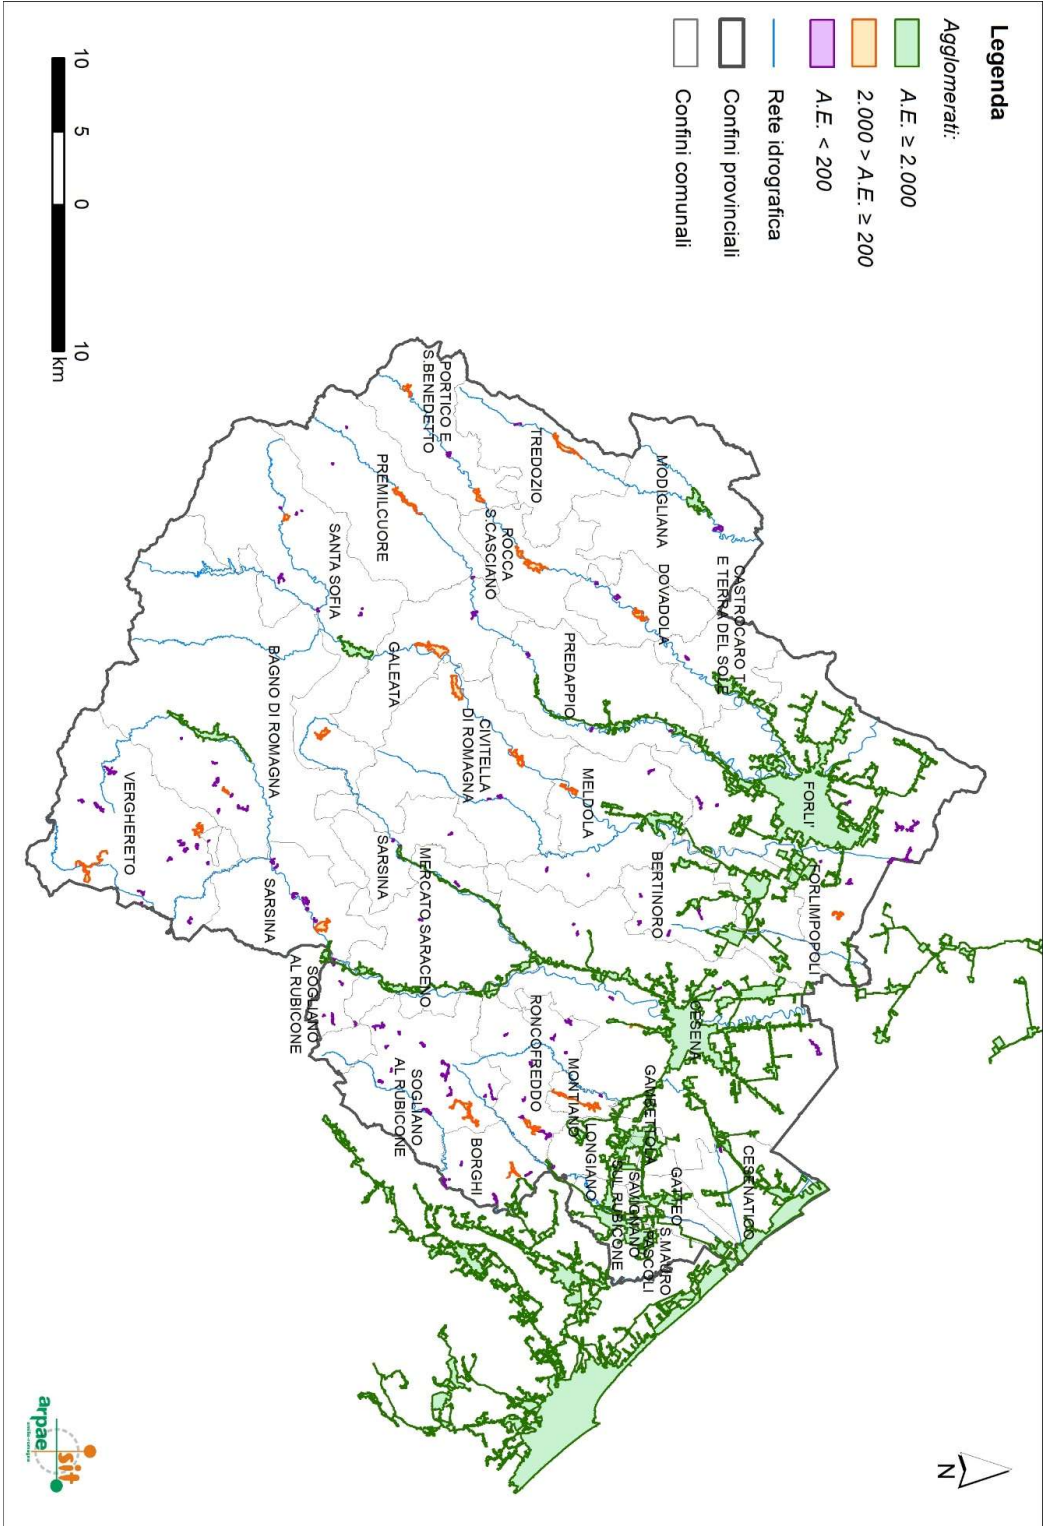 Legenda
Agglomerati:
A.E. ≥ 2.000
2.000 > A.E. ≥ 200
A.E. < 200
Rete idrografica
Confini provinciali
Confini comunali
10
5
0
10
km
N
MODIGLIANA
TREDOZIO
PORTICO E
S.BENEDETTO
CASTROCARO T.
E TERRA DEL SOLE
DOVADOLA
ROCCA
S.CASCIANO
PREMILCUORE
FORLI'
PREDAPPIO
SANTA SOFIA
GALEATA
CIVITELLA
DI ROMAGNA
MELDOLA
BAGNO DI ROMAGNA
FORLIMPOPOLI
BERTINORO
SARSINA
MERCATO SARACENO
VERGHERETO
SARSINA
CESENA
SOGLIANO
AL RUBICONE
RONCOFREDDO
MONTIANO
GAMBETTOLA
LONGIANO
SOGLIANO
AL RUBICONE
BORGHI
CESENATICO
GATTEO
SAVIGNANO
SUL RUBICONE
S.MAURO
PASCOLI
sit
arpae